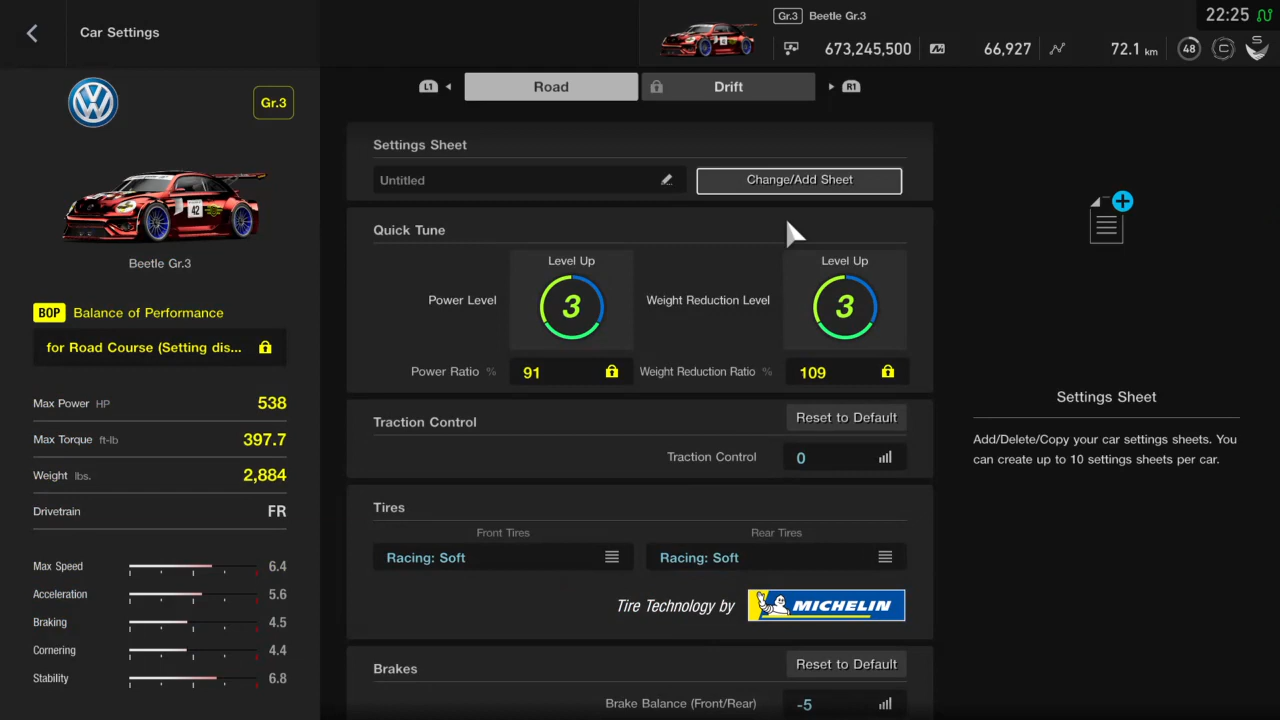 22:25
Car Settings
Gr.3 Beetle Gr.3
673,245,500 66,927 72.1 km 48 C S
L1 Road Drift R1
Gr.3
Settings Sheet
Untitled Change/Add Sheet
42
Beetle Gr.3
Quick Tune
Level Up Level Up
Power Level 3 Weight Reduction Level 3
BOP Balance of Performance
for Road Course (Setting dis...
Power Ratio % 91 Weight Reduction Ratio % 109
Max Power HP 538
Max Torque ft-lb 397.7
Weight lbs. 2,884
Drivetrain FR
Traction Control Reset to Default
Traction Control 0
Settings Sheet
Add/Delete/Copy your car settings sheets. You
can create up to 10 settings sheets per car.
Tires
Front Tires Rear Tires
Racing: Soft Racing: Soft
Tire Technology by MICHELIN
Max Speed 6.4
Acceleration 5.6
Braking 4.5
Cornering 4.4
Stability 6.8
Brakes Reset to Default
Brake Balance (Front/Rear) -5